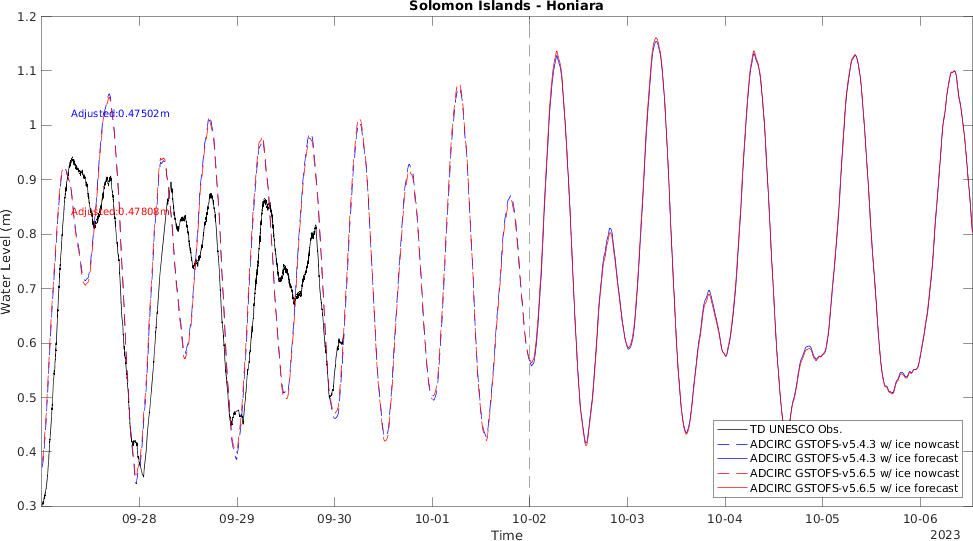 Solomon Islands - Honiara
1.2
1.1
1
0.9
0.8
0.7
0.6
0.5
0.4
0.3
Water Level (m)
Adjusted:0.47502m
Adjusted:0.47808m
TD UNESCO Obs.
ADCIRC GSTOFS-v5.4.3 w/ ice nowcast
ADCIRC GSTOFS-v5.4.3 w/ ice forecast
ADCIRC GSTOFS-v5.6.5 w/ ice nowcast
ADCIRC GSTOFS-v5.6.5 w/ ice forecast
09-28 09-29 09-30 10-01 10-02 10-03 10-04 10-05 10-06
Time
2023